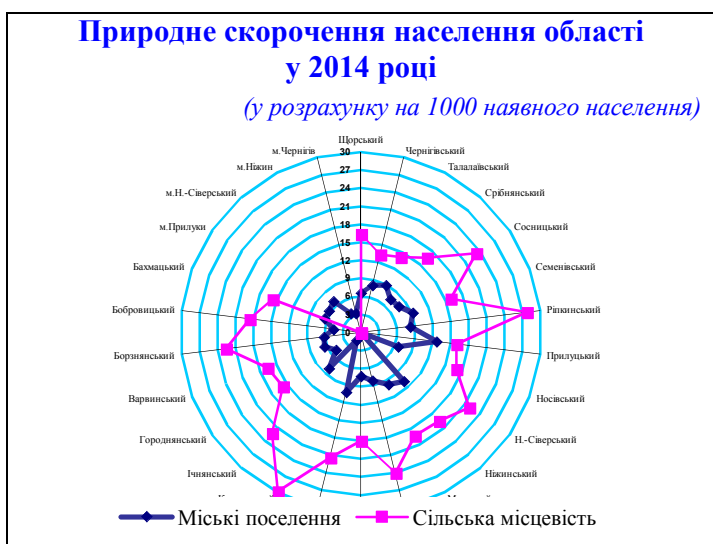 Природне скорочення населення області
у 2014 році
(у розрахунку на 1000 наявного населення)
Щорський
м.Чернігів
Чернігівський
м.Ніжин
Талалаївський
м.Н.-Сіверський
Срібнянський
м.Прилуки
Сосницький
Бахмацький
Семенівський
Бобровицький
Ріпкинський
Борзнянський
Прилуцький
Варвинський
Носівський
Городнянський
Н.-Сіверський
Ічнянський
Ніжинський
30
27
24
21
18
15
12
9
6
3
0
Міські поселення
Сільська місцевість